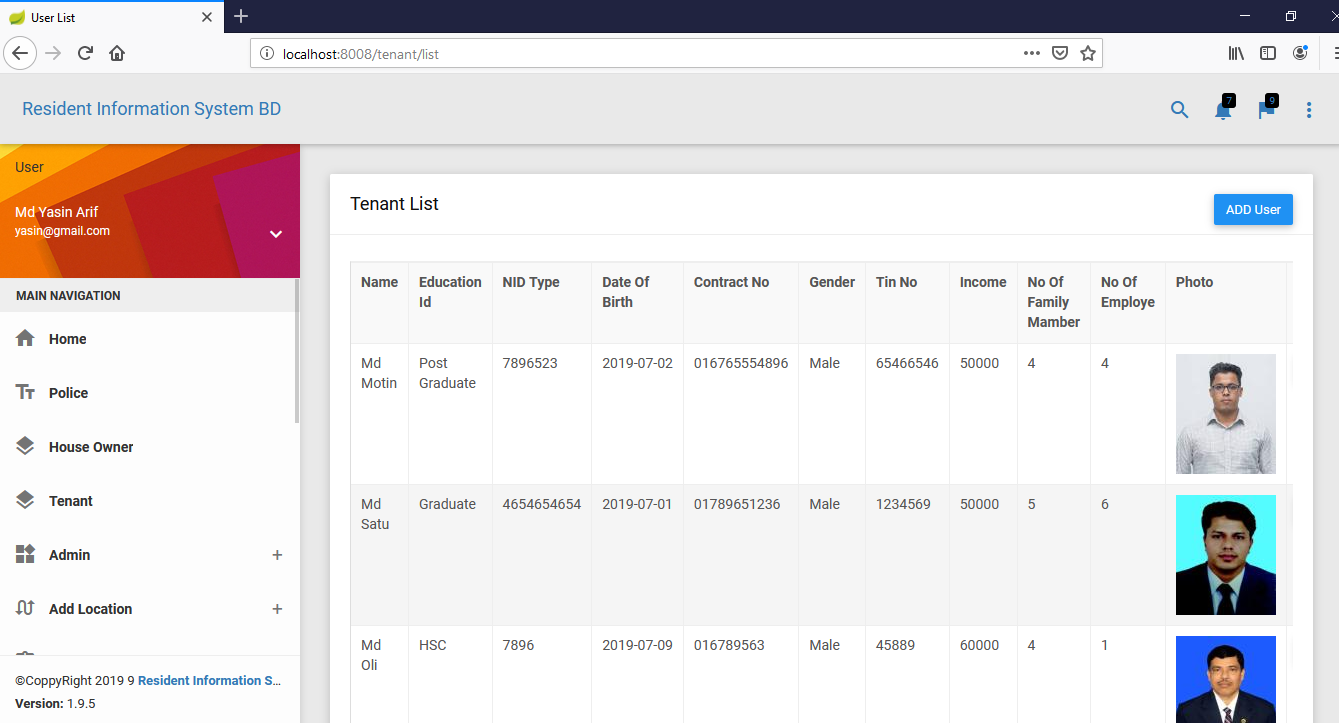 User List
localhost:8008/tenant/list
Resident Information System BD
7
9
User
Md Yasin Arif
yasin@gmail.com
MAIN NAVIGATION
Home
Police
House Owner
Tenant
Admin
Add Location
©CoppyRight 2019 9 Resident Information S...
Version: 1.9.5
Tenant List
ADD User
Name Education Id NID Type Date Of Birth Contract No Gender Tin No Income No Of Family Mamber No Of Employe Photo
Md Motin Post Graduate 7896523 2019-07-02 016765554896 Male 65466546 50000 4 4
Md Satu Graduate 4654654654 2019-07-01 01789651236 Male 1234569 50000 5 6
Md Oli HSC 7896 2019-07-09 016789563 Male 45889 60000 4 1